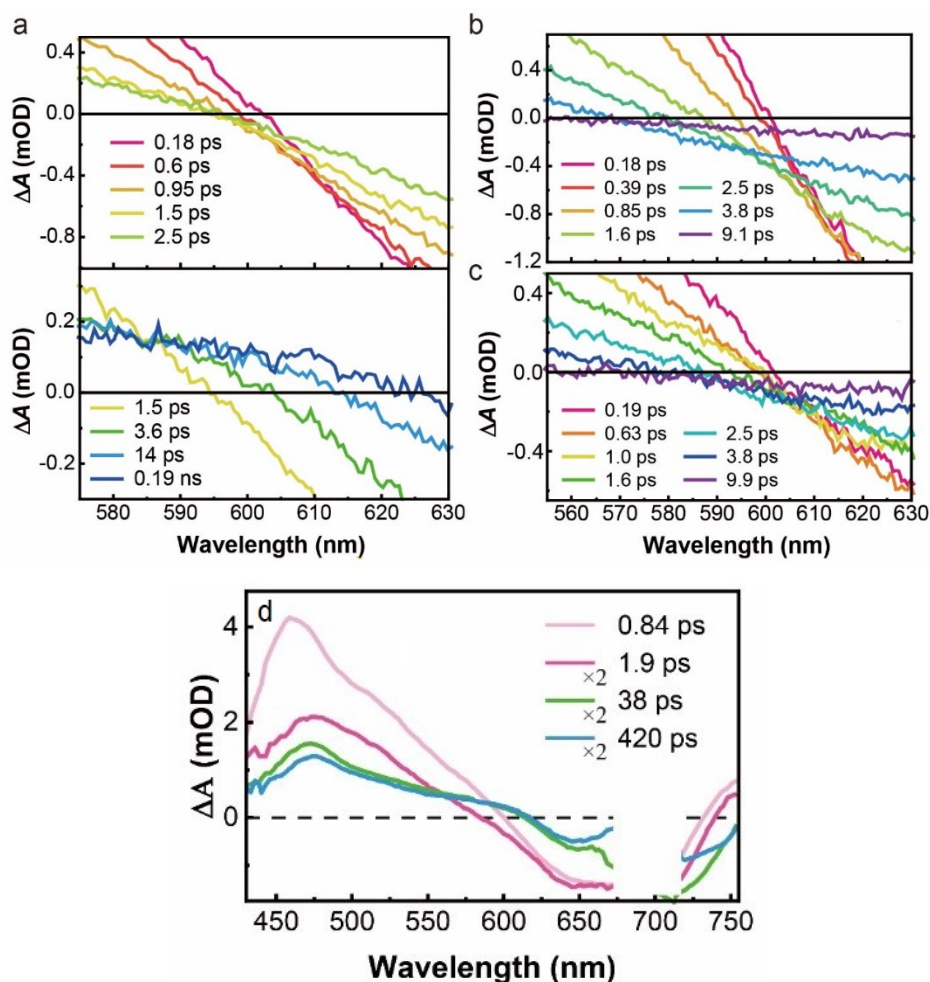 a
0.4
0.0
-0.4
-0.8
ΔA (mOD)
0.18 ps
0.6 ps
0.95 ps
1.5 ps
2.5 ps
0.2
0.0
-0.2
ΔA (mOD)
1.5 ps
3.6 ps
14 ps
0.19 ns
580 590 600 610 620 630
Wavelength (nm)
b
0.4
0.0
-0.4
-0.8
-1.2
ΔA (mOD)
0.18 ps
0.39 ps 2.5 ps
0.85 ps 3.8 ps
1.6 ps 9.1 ps
c
0.4
0.0
-0.4
ΔA (mOD)
0.19 ps
0.63 ps 2.5 ps
1.0 ps 3.8 ps
1.6 ps 9.9 ps
560 570 580 590 600 610 620 630
Wavelength (nm)
d
4
2
0
ΔA (mOD)
0.84 ps
×2 1.9 ps
×2 38 ps
×2 420 ps
450 500 550 600 650 700 750
Wavelength (nm)